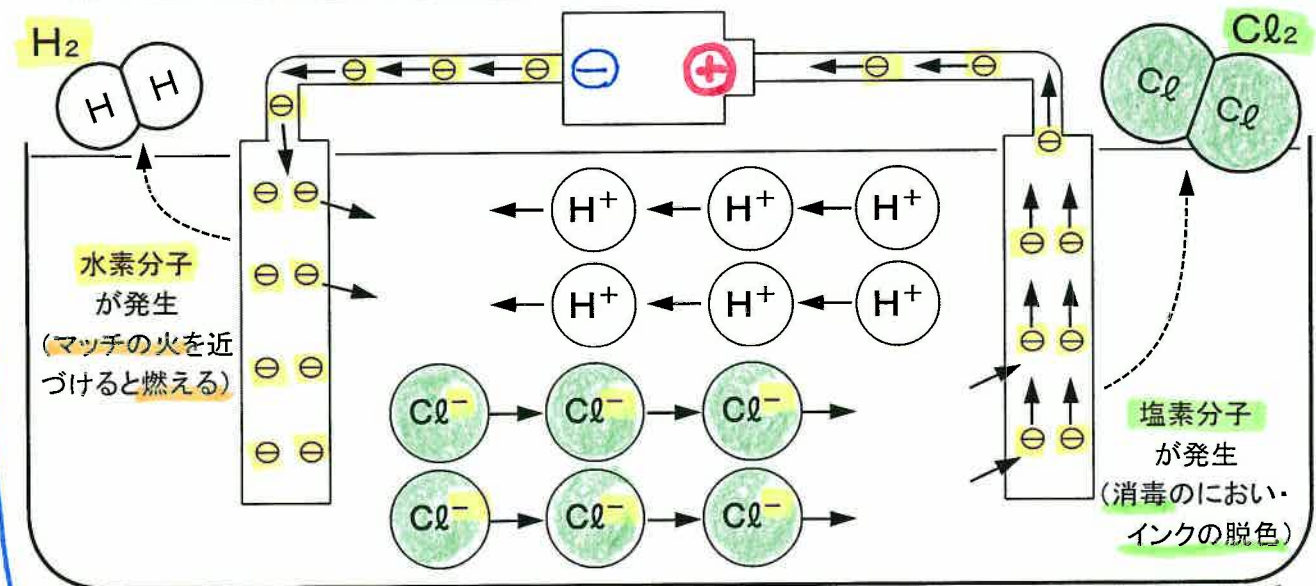 H₂
⊖ ⊖ ⊖ ⊖
−
+
⊖ ⊖
Cℓ₂
H H
Cℓ Cℓ
⊖
⊖ ⊖
H⁺ H⁺ H⁺
⊖ ⊖
H⁺ H⁺ H⁺
⊖ ⊖
⊖ ⊖
水素分子
が発生
(マッチの火を近
づけると燃える)
⊖ ⊖
⊖ ⊖
Cℓ⁻ Cℓ⁻ Cℓ⁻
⊖ ⊖
Cℓ⁻ Cℓ⁻ Cℓ⁻
塩素分子
が発生
(消毒のにおい・
インクの脱色)